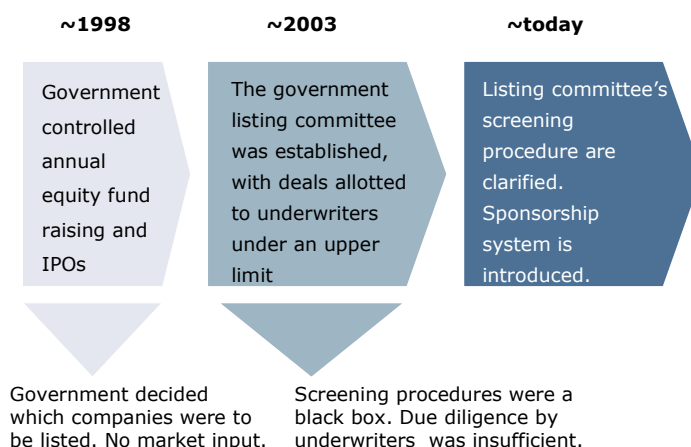 ~1998
~2003
~today
Government
controlled
annual
equity fund
raising and
IPOs
The government
listing committee
was established,
with deals allotted
to underwriters
under an upper
limit
Listing committee’s
screening
procedure are
clarified.
Sponsorship
system is
introduced.
Government decided
which companies were to
be listed. No market input.
Screening procedures were a
black box. Due diligence by
underwriters was insufficient.